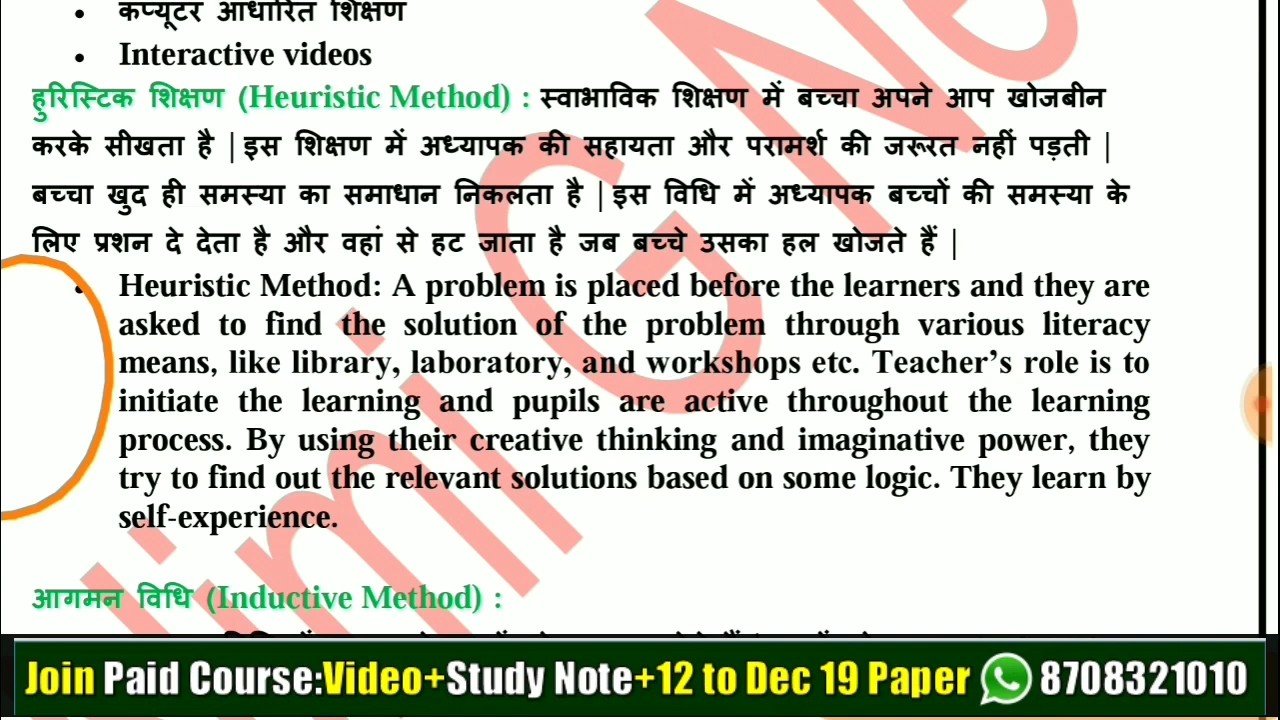 कंप्यूटर आधारित शिक्षण
Interactive videos
हुरिस्टिक शिक्षण (Heuristic Method) : स्वाभाविक शिक्षण में बच्चा अपने आप खोजबीन
करके सीखता है | इस शिक्षण में अध्यापक की सहायता और परामर्श की जरूरत नहीं पड़ती |
बच्चा खुद ही समस्या का समाधान निकलता है | इस विधि में अध्यापक बच्चों की समस्या के
लिए प्रशन दे देता है और वहां से हट जाता है जब बच्चे उसका हल खोजते हैं |
Heuristic Method: A problem is placed before the learners and they are
asked to find the solution of the problem through various literacy
means, like library, laboratory, and workshops etc. Teacher’s role is to
initiate the learning and pupils are active throughout the learning
process. By using their creative thinking and imaginative power, they
try to find out the relevant solutions based on some logic. They learn by
self-experience.
आगमन विधि (Inductive Method) :
Join Paid Course:Video+Study Note+12 to Dec 19 Paper 8708321010